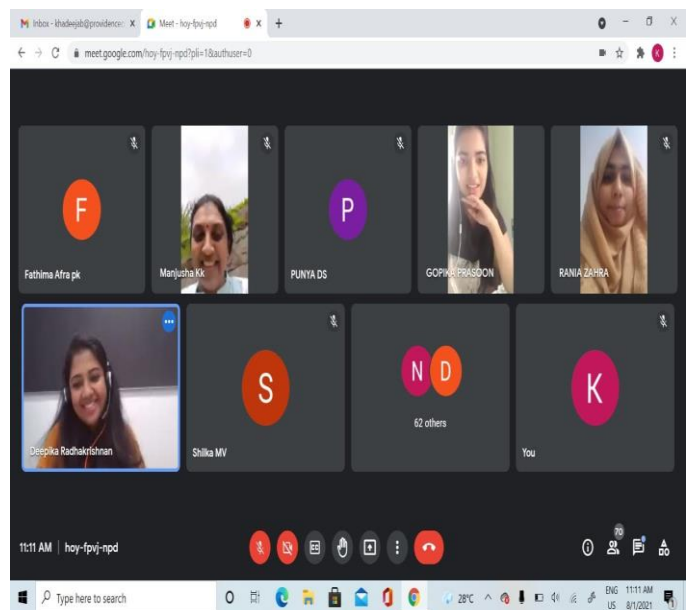 Inbox - khadeejab@providencec
Meet - hoy-fpvj-npd
meet.google.com/hoy-fpvj-npd?pli=1&authuser=0
K
F
P
Fathima Afra pk
Manjusha Kk
PUNYA DS
GOPIKA PRASOON
RANIA ZAHRA
S
N D
K
62 others
Deepika Radhakrishnan
Shilka MV
You
11:11 AM | hoy-fpvj-npd
70
Type here to search
28°C
ENG 11:11 AM
US 8/1/2021